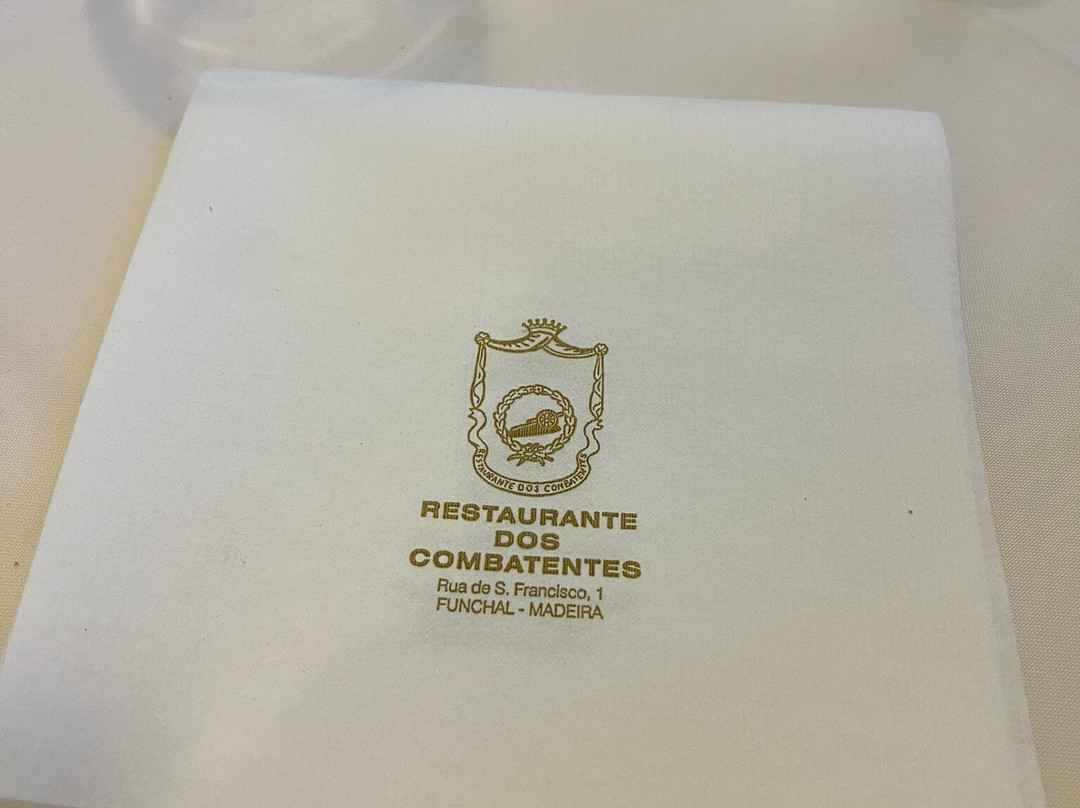 RESTAURANTE DOS COMBATENTES
RESTAURANTE
DOS
COMBATENTES
Rua de S. Francisco, 1
FUNCHAL - MADEIRA